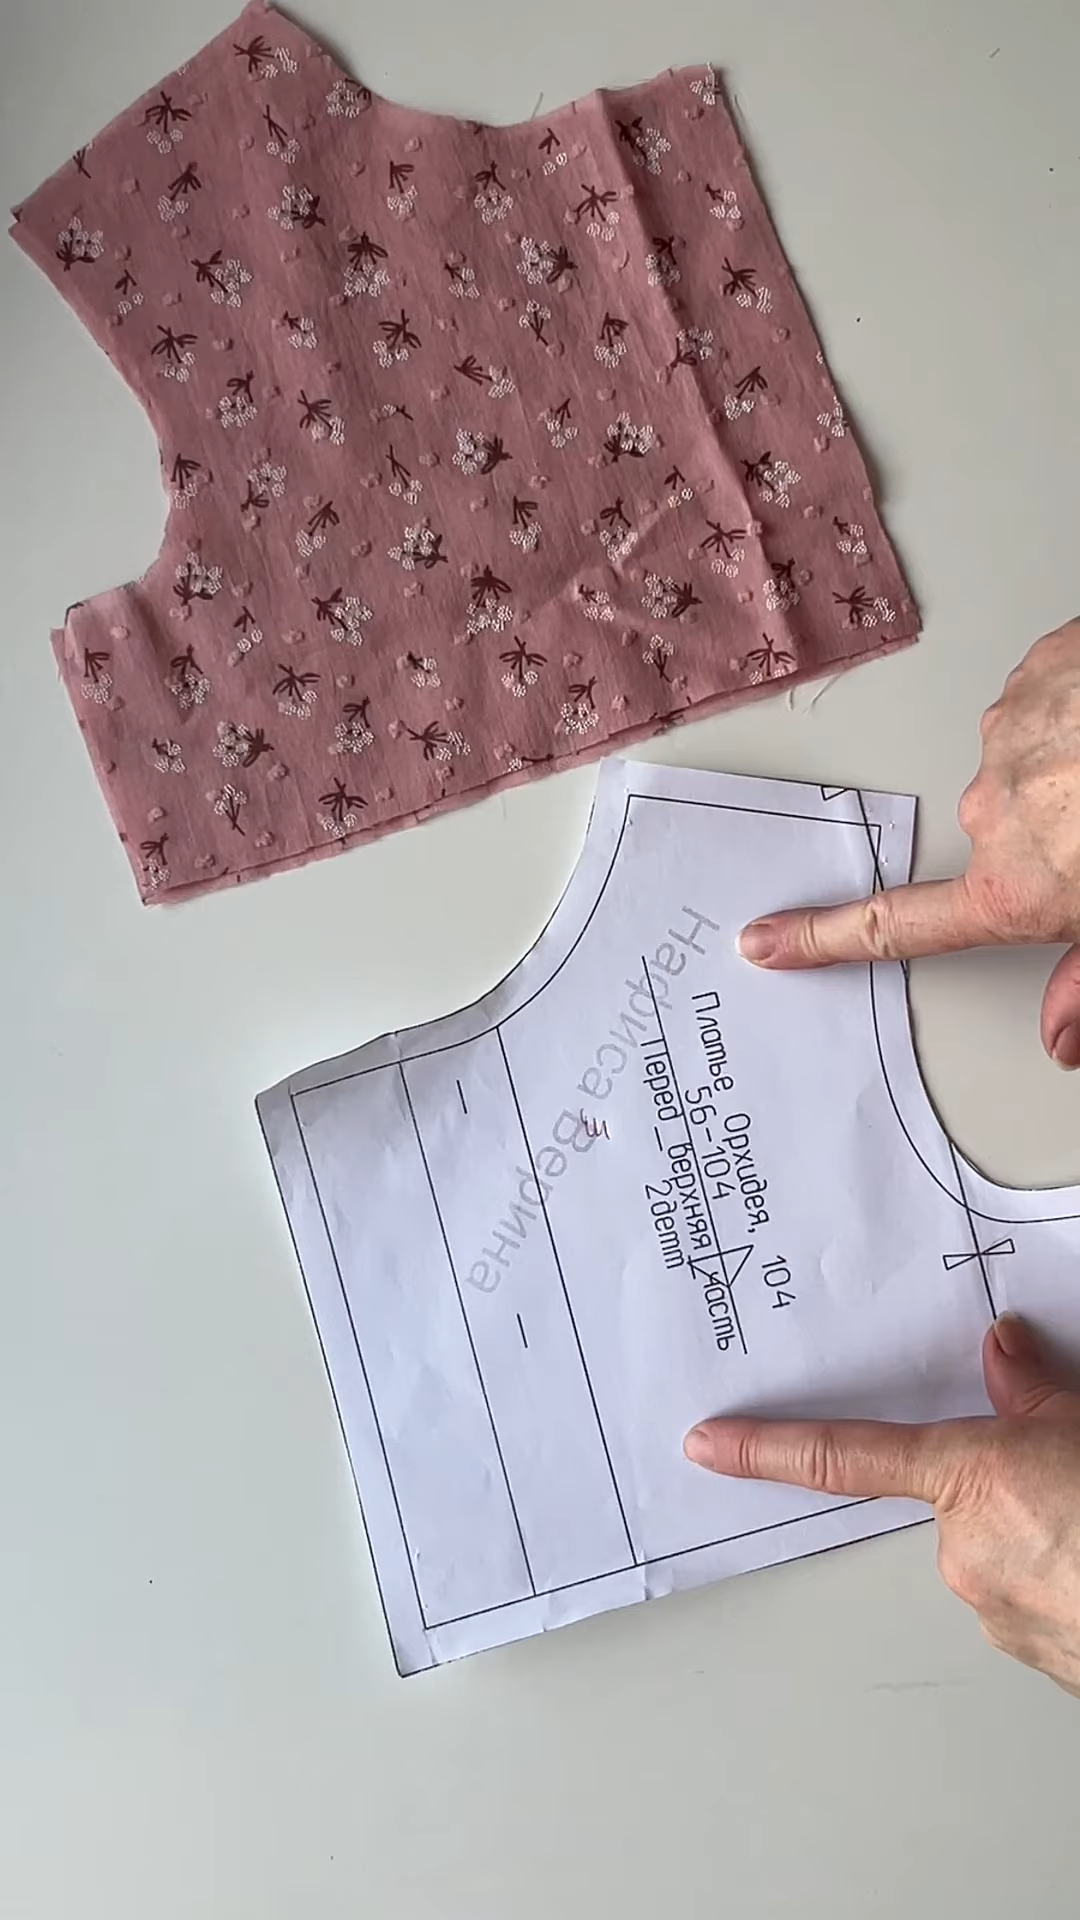 Платье Орхидея, 104
56-104
Перед_верхняя часть
2дет
Нафиса Верина